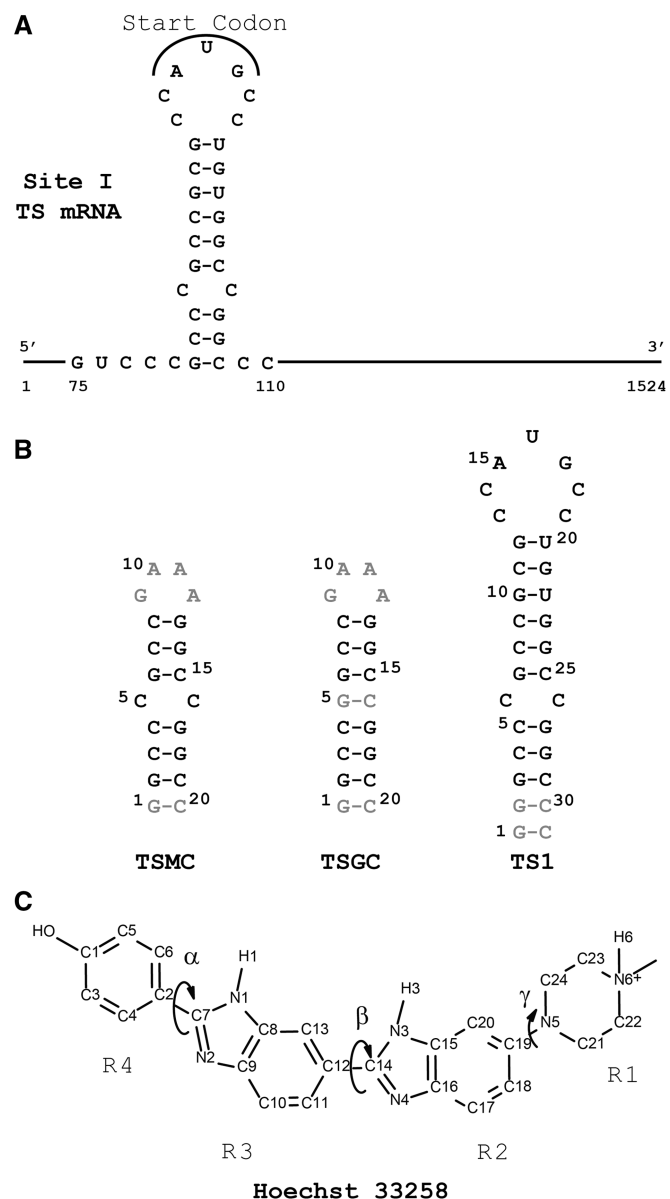 A
Start Codon
U
A G
C C
C C
G-U
C-G
Site I
G-U
TS mRNA
C-G
C-G
G-C
C C
C-G
5′ C-G 3′
G U C C C G-C C C
1 75 110 1524
B
U
15 A G
C C
C C
10 A A 10 A A G-U 20
G A G A C-G
C-G C-G 10 G-U
C-G C-G C-G
G-C 15 G-C 15 C-G
5 C C 5 G-C G-C 25
C-G C-G C C
C-G C-G 5 C-G
G-C G-C C-G
1 G-C 20 1 G-C 20 G-C
G-C 30
1 G-C
TSMC TSGC TS1
C
HO C1 C5 C6 C2 C3 C4 α H1 N1 C7 N2 C8 C9 C13 C12 C10 C11 β H3 N3 C14 N4 C15 C16 C20 C19 C17 C18 γ N5 C24 C23 H6 N6+ C22 C21
R4 R1
R3 R2
Hoechst 33258